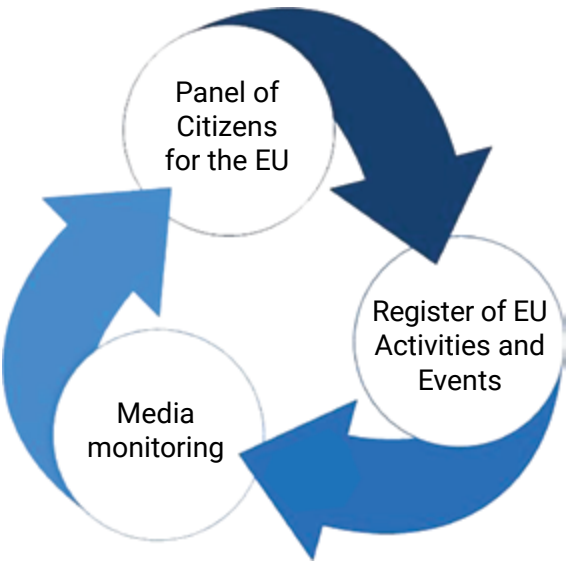 Panel of
Citizens
for the EU
Register of EU
Activities and
Events
Media
monitoring